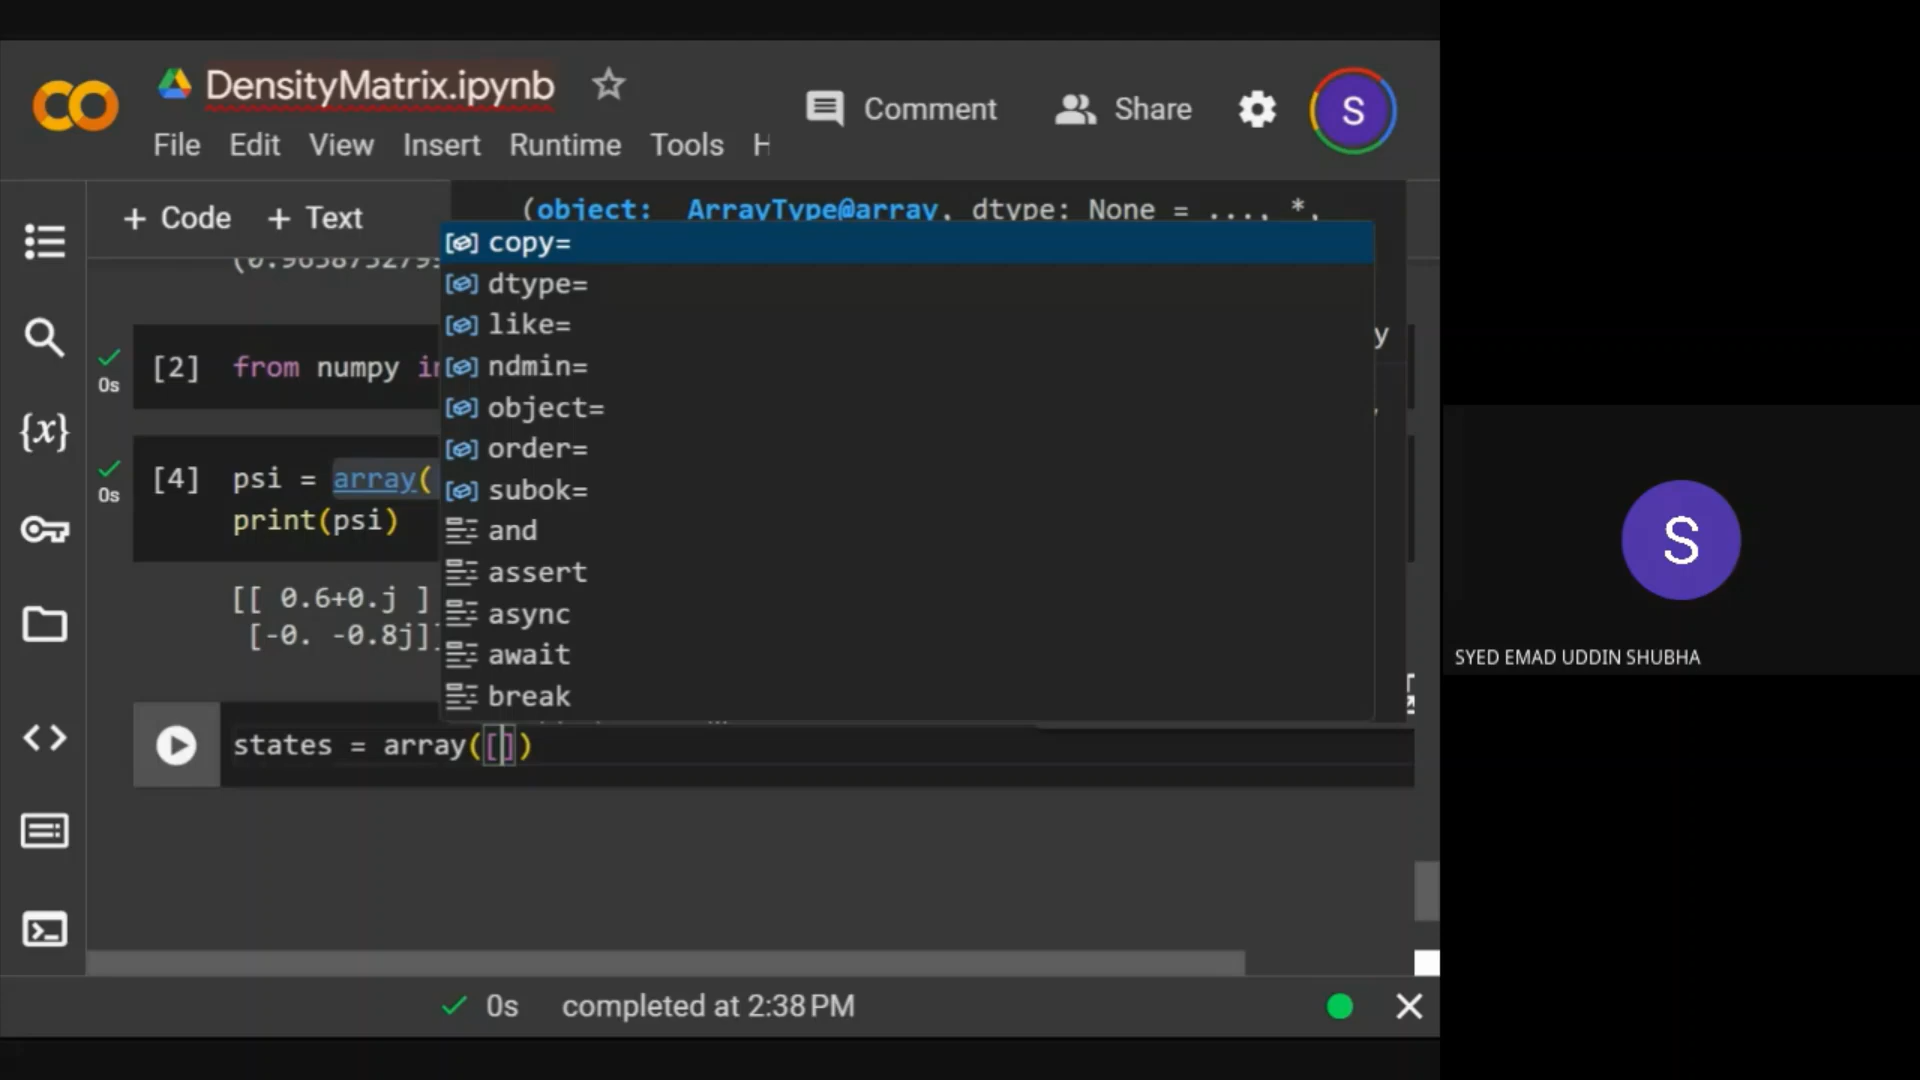 DensityMatrix.ipynb
Comment
Share
S
File Edit View Insert Runtime Tools H
+ Code + Text
(object: ArrayType@array, dtype: None = ..., *,
copy=
dtype=
like=
ndmin=
object=
order=
subok=
and
assert
async
await
break
y
0s
[2] from numpy
0s
[4] psi = array(
print(psi)
[[ 0.6+0.j ]
[-0. -0.8j]]
states = array([])
0s completed at 2:38 PM
S
SYED EMAD UDDIN SHUBHA